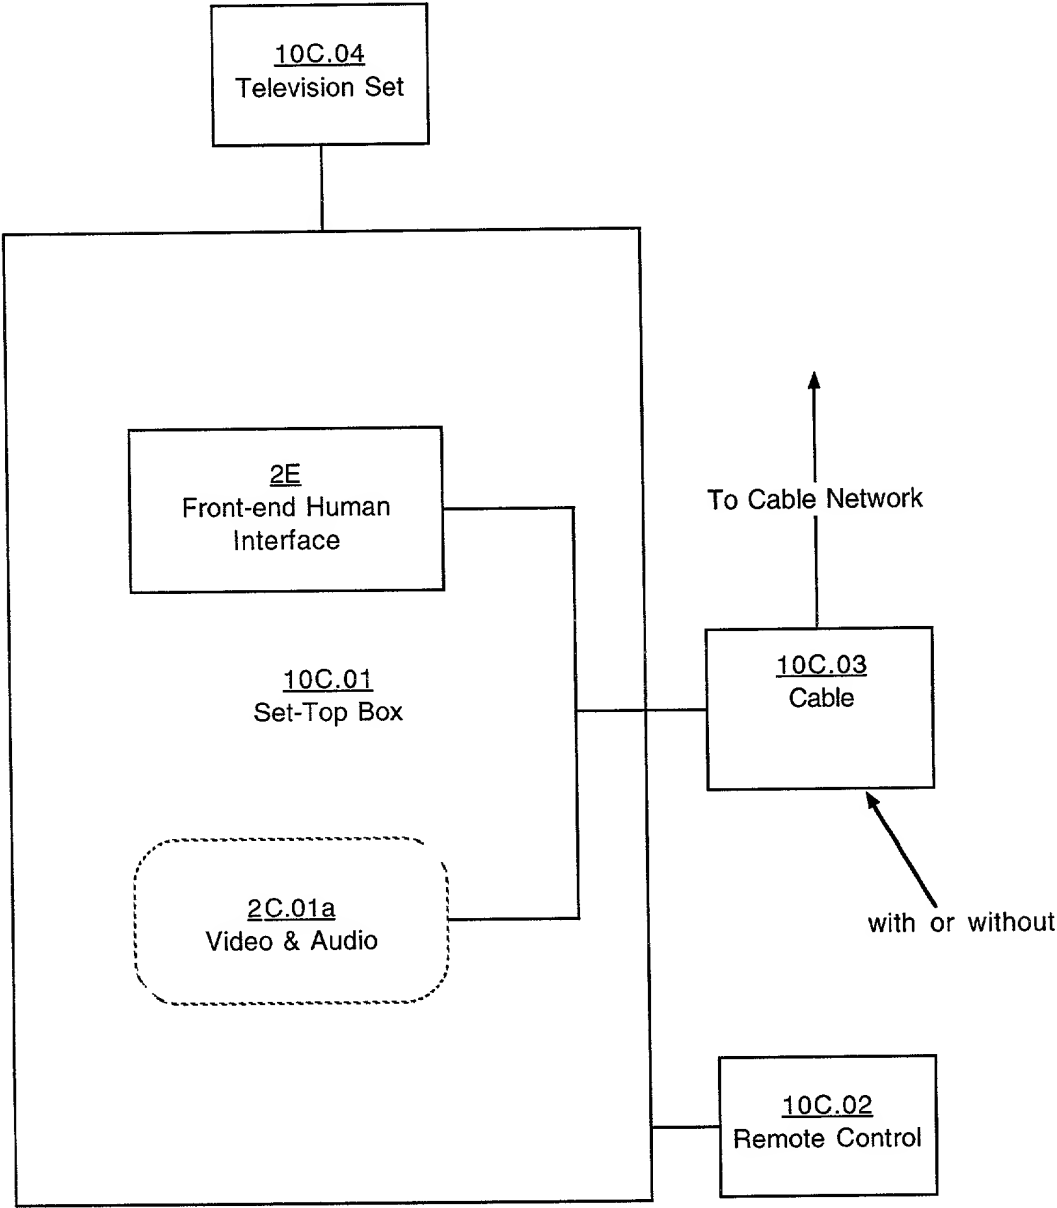 10C.04
Television Set
2E
Front-end Human
Interface
To Cable Network
10C.01
Set-Top Box
10C.03
Cable
2C.01a
Video & Audio
with or without
10C.02
Remote Control